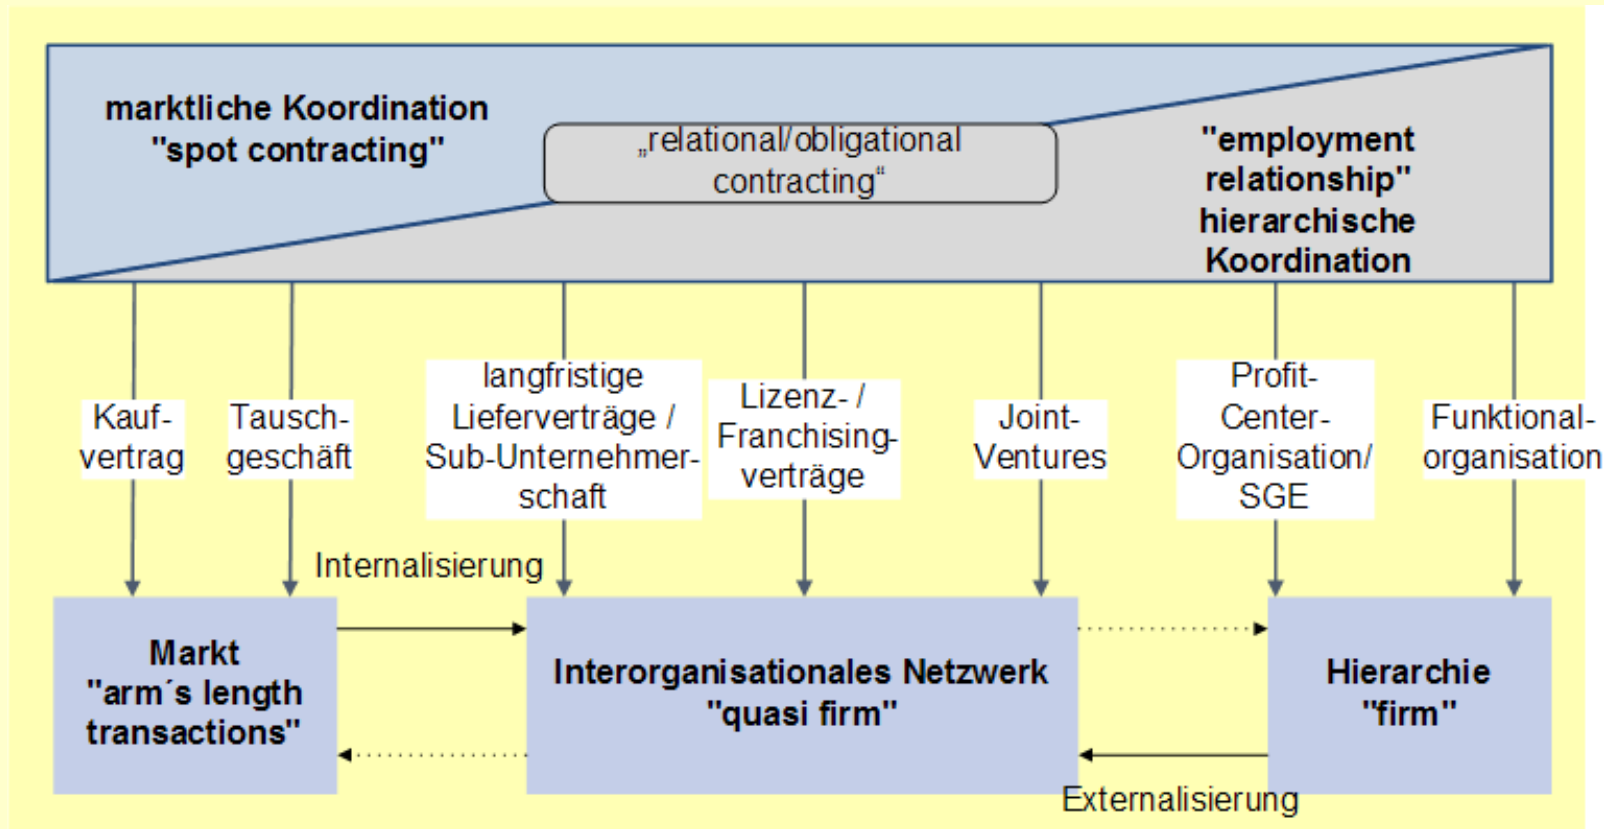 marktliche Koordination
"spot contracting"
„relational/obligational
contracting“
"employment
relationship"
hierarchische
Koordination
Kauf-
vertrag
Tausch-
geschäft
langfristige
Lieferverträge /
Sub-Unternehmer-
schaft
Lizenz- /
Franchising-
verträge
Joint-
Ventures
Profit-
Center-
Organisation/
SGE
Funktional-
organisation
Internalisierung
Markt
"arm´s length
transactions"
Interorganisationales Netzwerk
"quasi firm"
Hierarchie
"firm"
Externalisierung